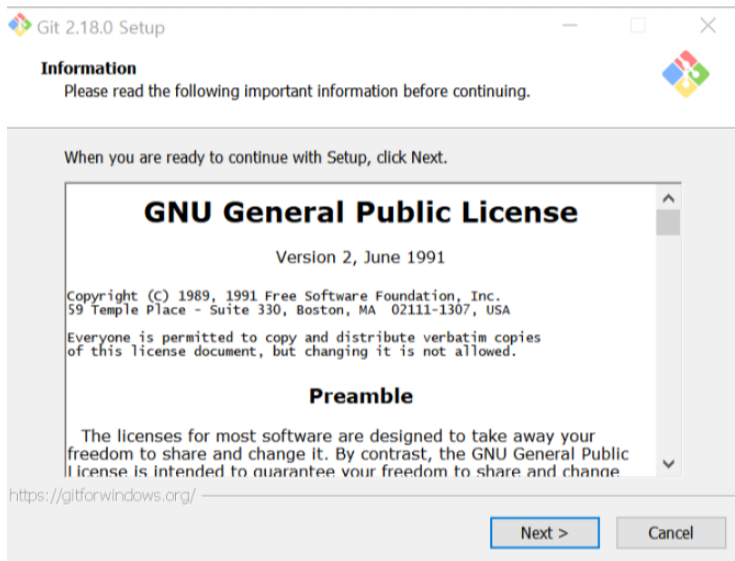 Git 2.18.0 Setup
Information
Please read the following important information before continuing.
When you are ready to continue with Setup, click Next.
GNU General Public License
Version 2, June 1991
Copyright (C) 1989, 1991 Free Software Foundation, Inc.
59 Temple Place - Suite 330, Boston, MA  02111-1307, USA
Everyone is permitted to copy and distribute verbatim copies
of this license document, but changing it is not allowed.
Preamble
The licenses for most software are designed to take away your
freedom to share and change it. By contrast, the GNU General Public
License is intended to guarantee your freedom to share and change
https://gitforwindows.org/
Next >
Cancel